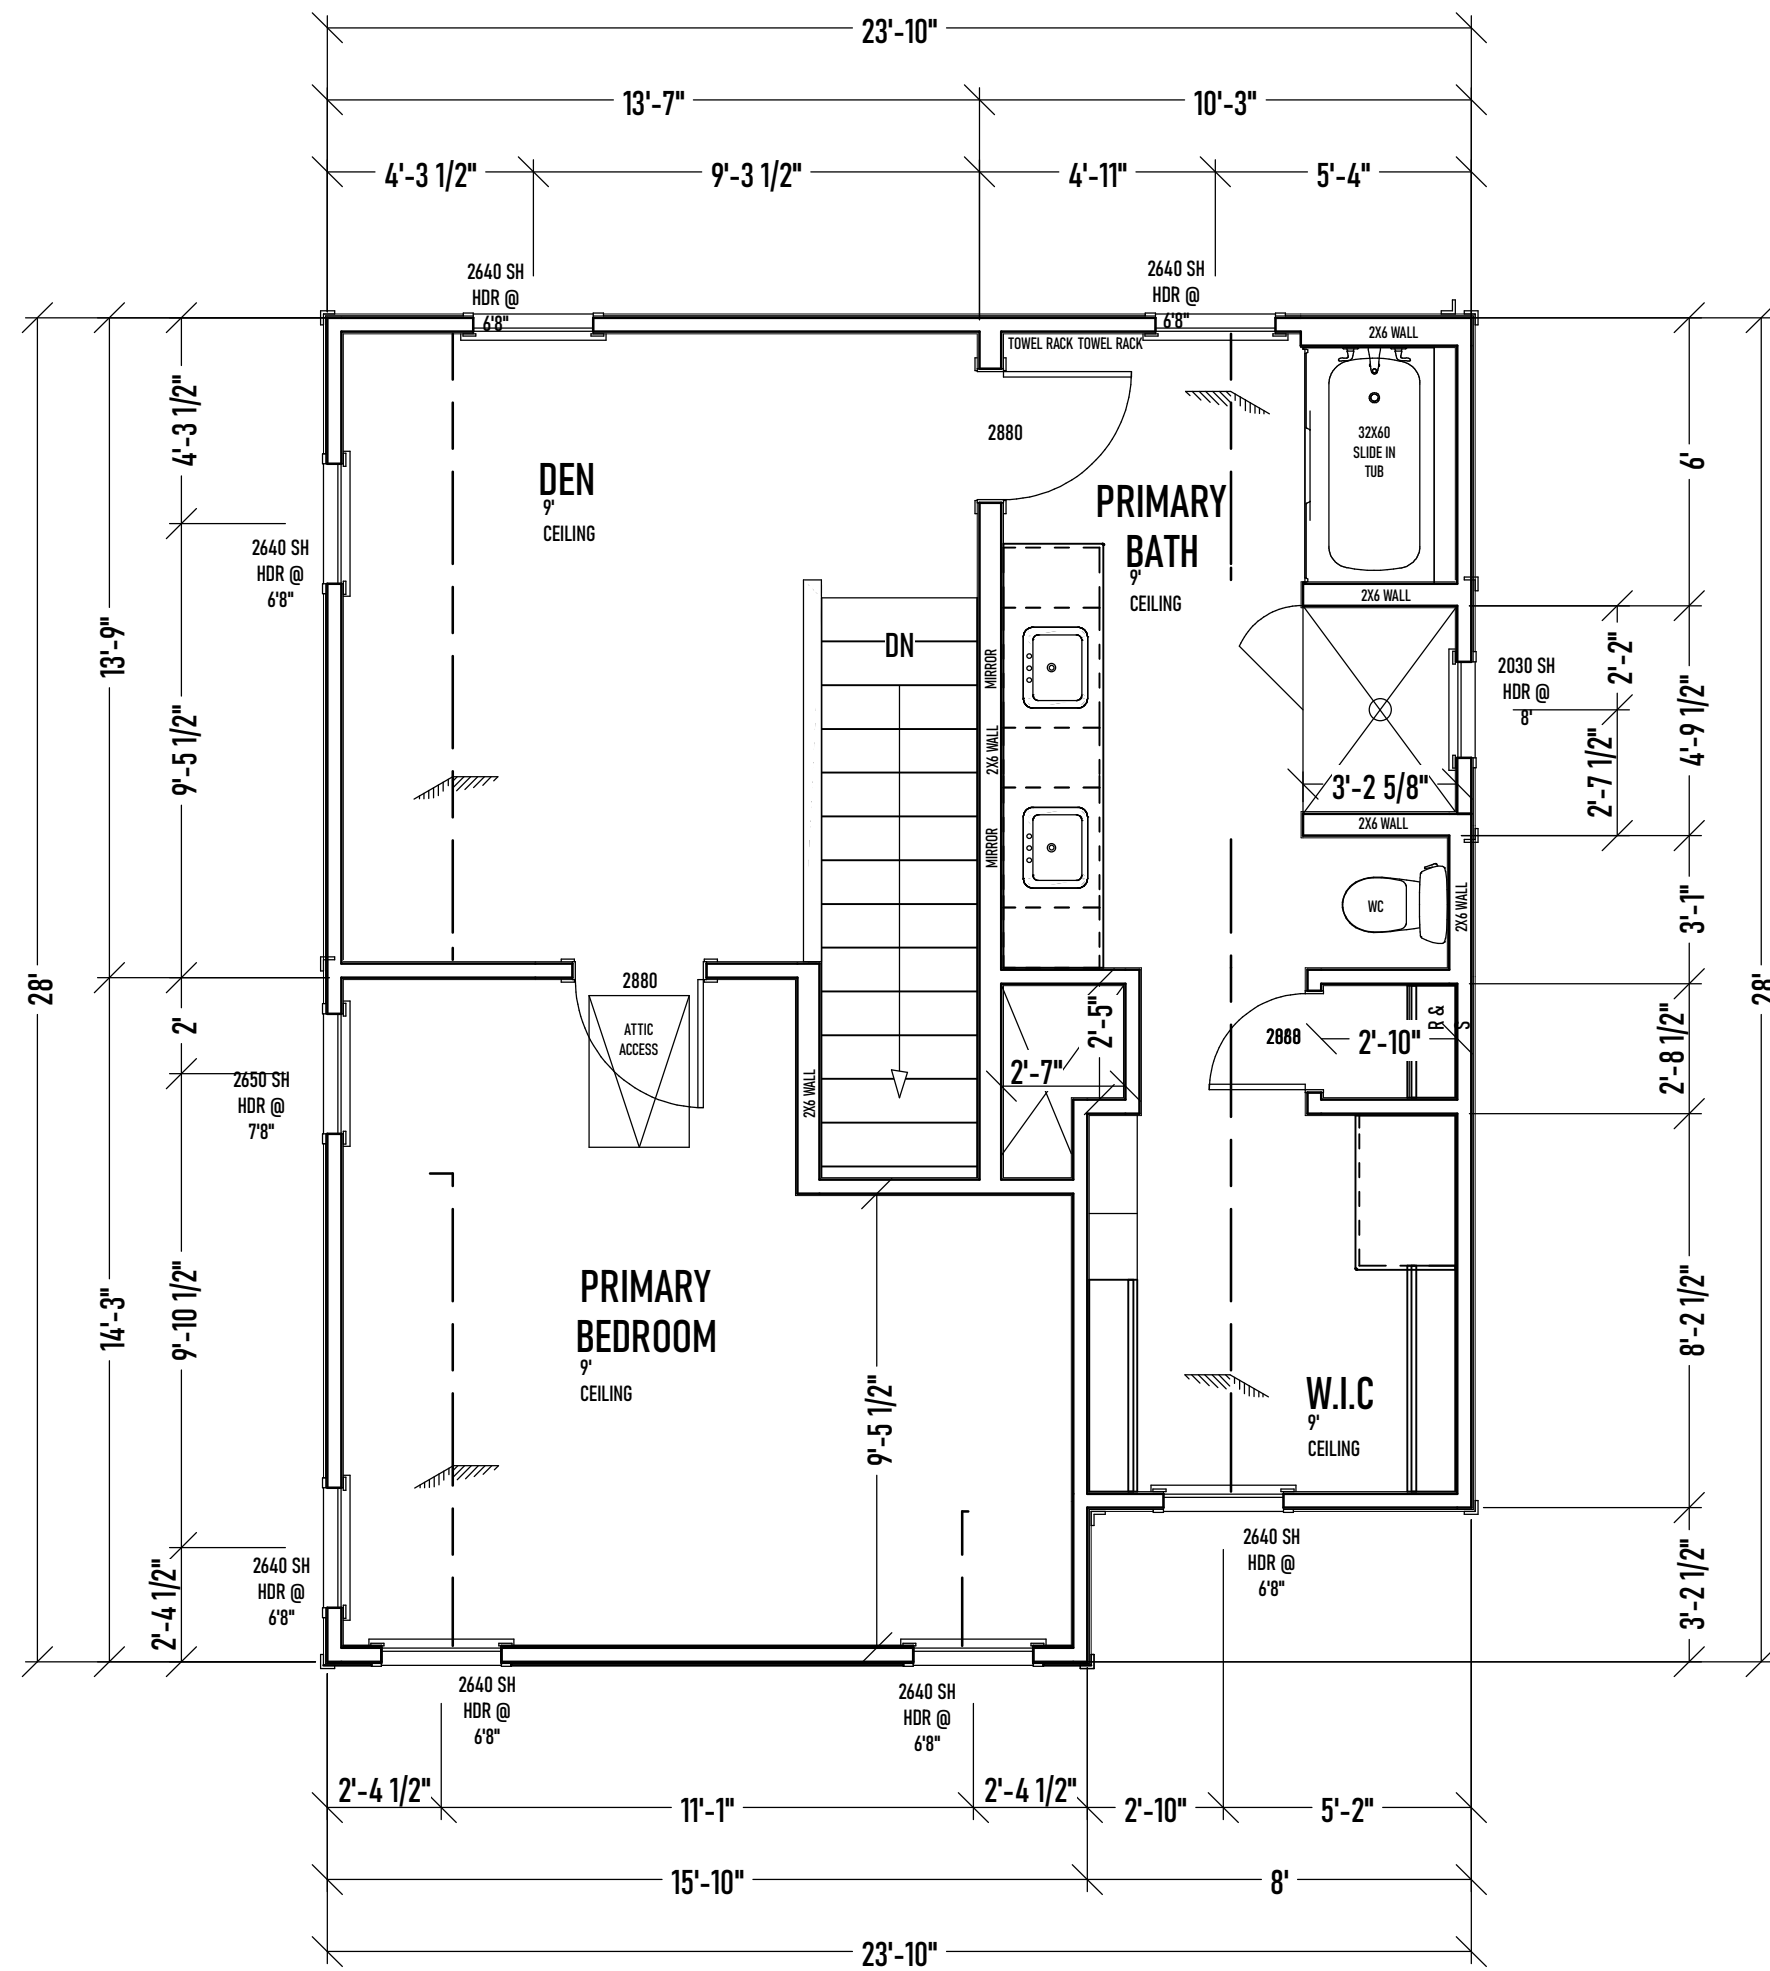 23'-10"
13'-7"
10'-3"
4'-3 1/2"
9'-3 1/2"
4'-11"
5'-4"
2640 SH
HDR @
6'8"
2640 SH
HDR @
6'8"
TOWEL RACK TOWEL RACK
2X6 WALL
32X60
SLIDE IN
TUB
2880
DEN
9'
CEILING
PRIMARY
BATH
9'
CEILING
4'-3 1/2"
6'
2640 SH
HDR @
6'8"
2X6 WALL
DN
MIRROR
2X6 WALL
MIRROR
13'-9"
9'-5 1/2"
2030 SH
HDR @
8'
2'-2"
4'-9 1/2"
2'-7 1/2"
3'-2 5/8"
2X6 WALL
WC
2X6 WALL
3'-1"
28'
28'
2'
2880
ATTIC
ACCESS
2'-5"
2'-7"
2'-10"
R &
S
2'-8 1/2"
2650 SH
HDR @
7'8"
2X6 WALL
14'-3"
9'-10 1/2"
PRIMARY
BEDROOM
9'
CEILING
9'-5 1/2"
W.I.C
9'
CEILING
8'-2 1/2"
2640 SH
HDR @
6'8"
2640 SH
HDR @
6'8"
2'-4 1/2"
3'-2 1/2"
2640 SH
HDR @
6'8"
2640 SH
HDR @
6'8"
2'-4 1/2"
11'-1"
2'-4 1/2"
2'-10"
5'-2"
15'-10"
8'
23'-10"